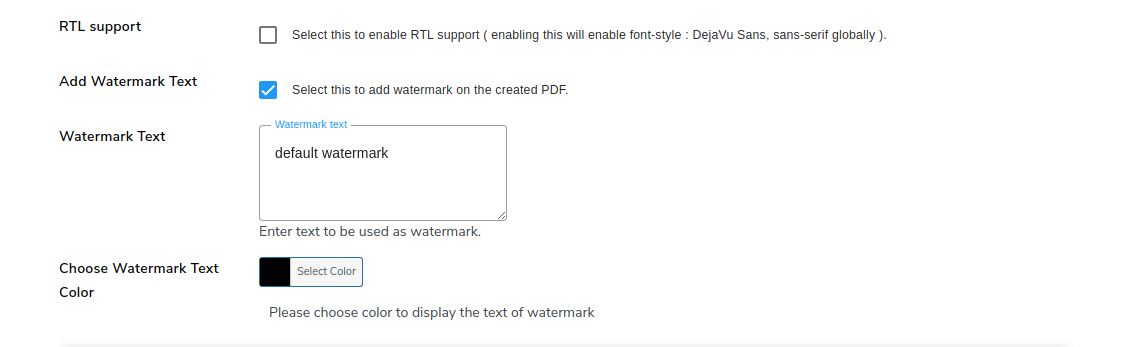 RTL support
Select this to enable RTL support ( enabling this will enable font-style : DejaVu Sans, sans-serif globally ).
Add Watermark Text
Select this to add watermark on the created PDF.
Watermark Text
Watermark text
default watermark
Enter text to be used as watermark.
Choose Watermark Text
Color
Select Color
Please choose color to display the text of watermark